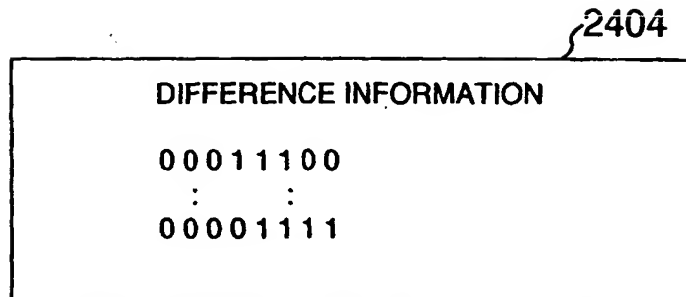 2404
DIFFERENCE INFORMATION
00011100
: :
00001111